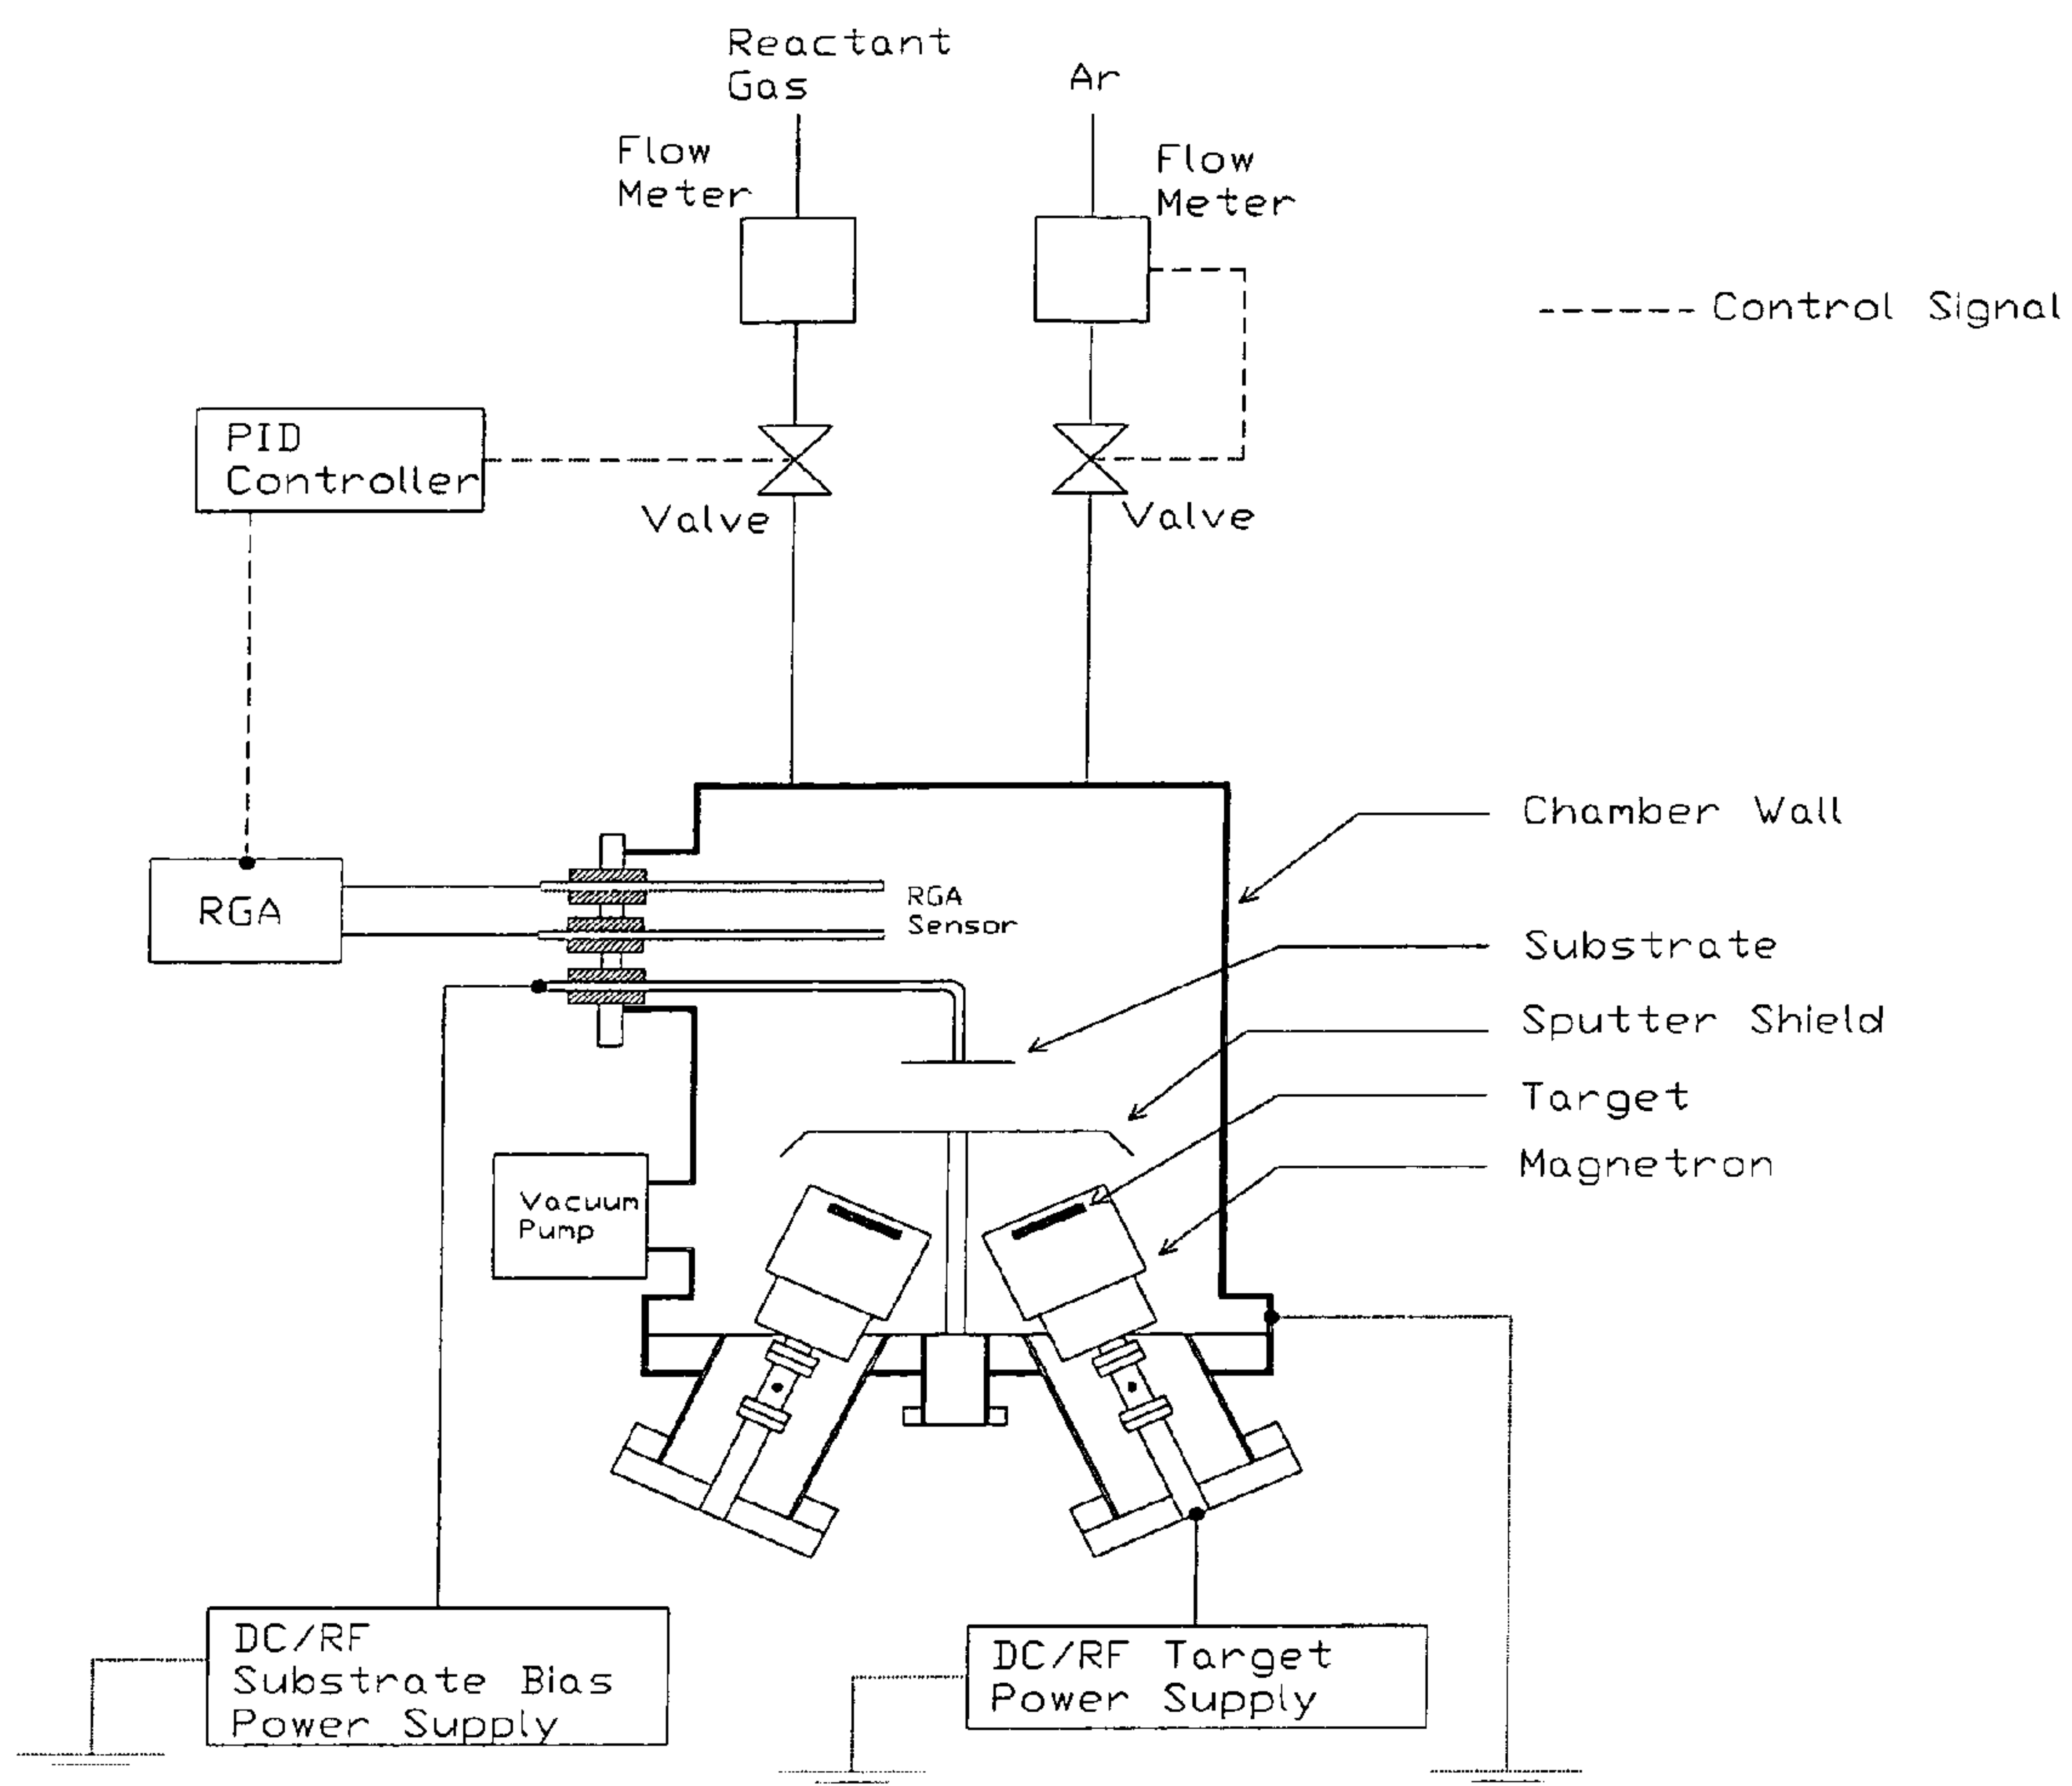 Reactant
Gas
Ar
Flow
Meter
Flow
Meter
Control Signal
PID
Controller
Valve
Valve
Chamber Wall
RGA
RGA
Sensor
Substrate
Sputter Shield
Target
Magnetron
Vacuum
Pump
DC/RF
Substrate Bias
Power Supply
DC/RF Target
Power Supply